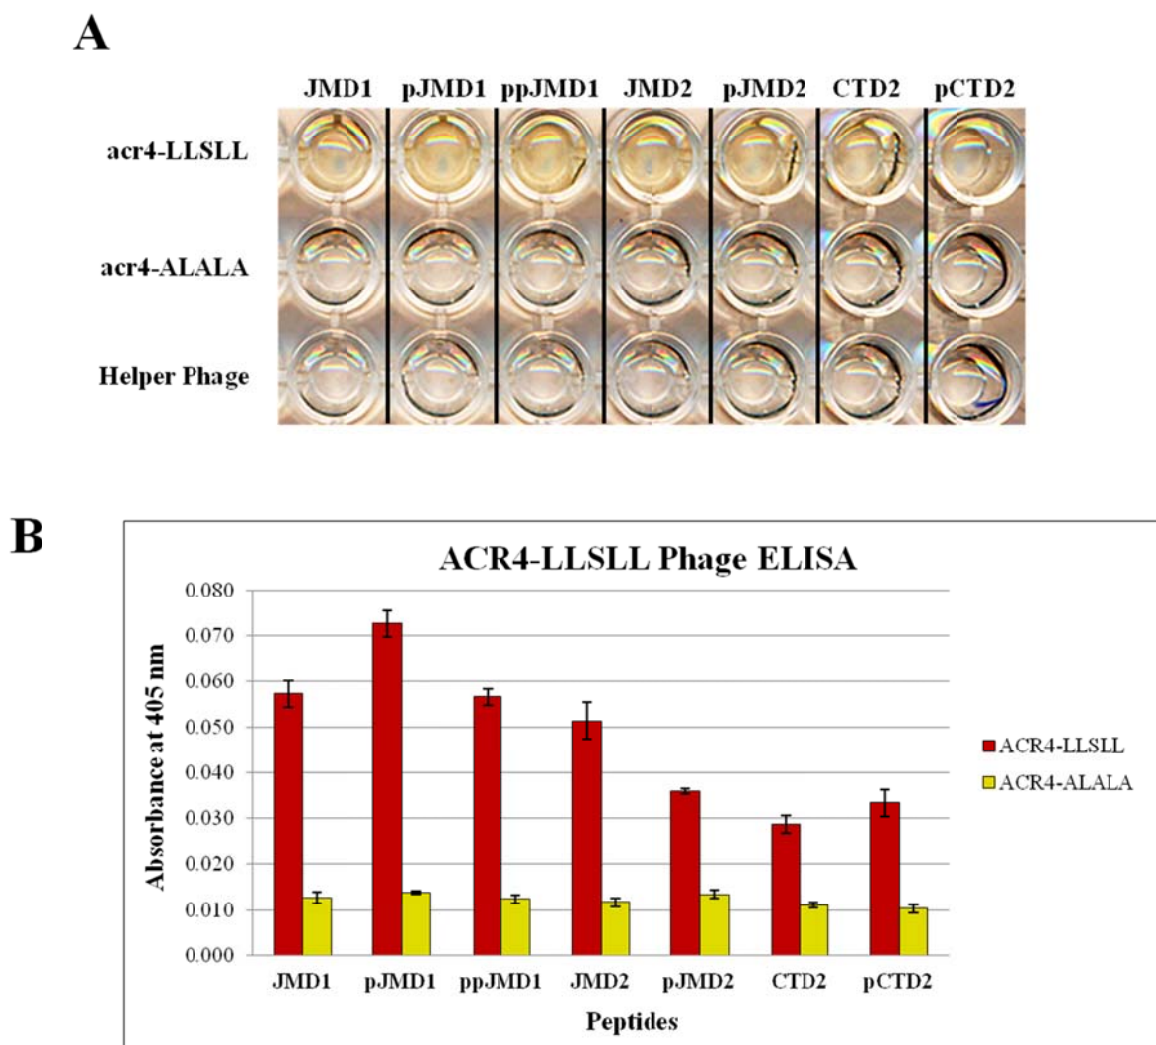 A
JMD1 pJMD1 ppJMD1 JMD2 pJMD2 CTD2 pCTD2
acr4-LLSLL
acr4-ALALA
Helper Phage
B
ACR4-LLSLL Phage ELISA
Absorbance at 405 nm
0.080
0.070
0.060
0.050
0.040
0.030
0.020
0.010
0.000
ACR4-LLSLL
ACR4-ALALA
JMD1 pJMD1 ppJMD1 JMD2 pJMD2 CTD2 pCTD2
Peptides